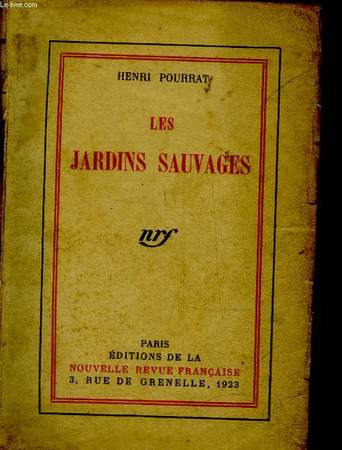 Le-livre.com
HENRI POURRAT
LES
JARDINS SAUVAGES
nrf
PARIS
ÉDITIONS DE LA
NOUVELLE REVUE FRANÇAISE
3, RUE DE GRENELLE, 1923